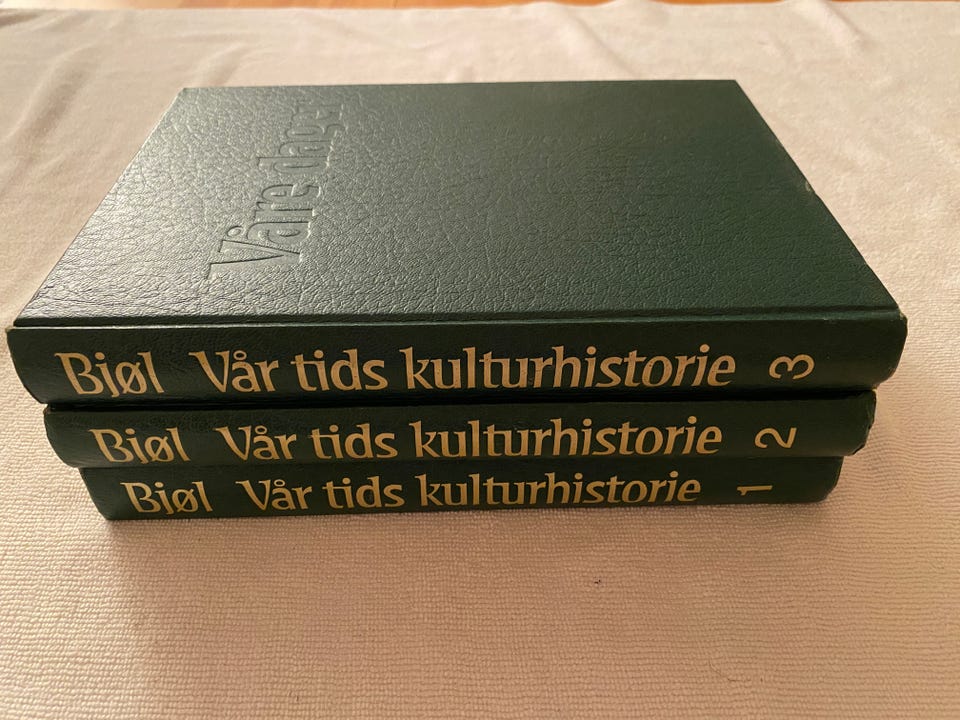 Våre dager
Bjøl Vår tids kulturhistorie 3
Bjøl Vår tids kulturhistorie 2
Bjøl Vår tids kulturhistorie 1